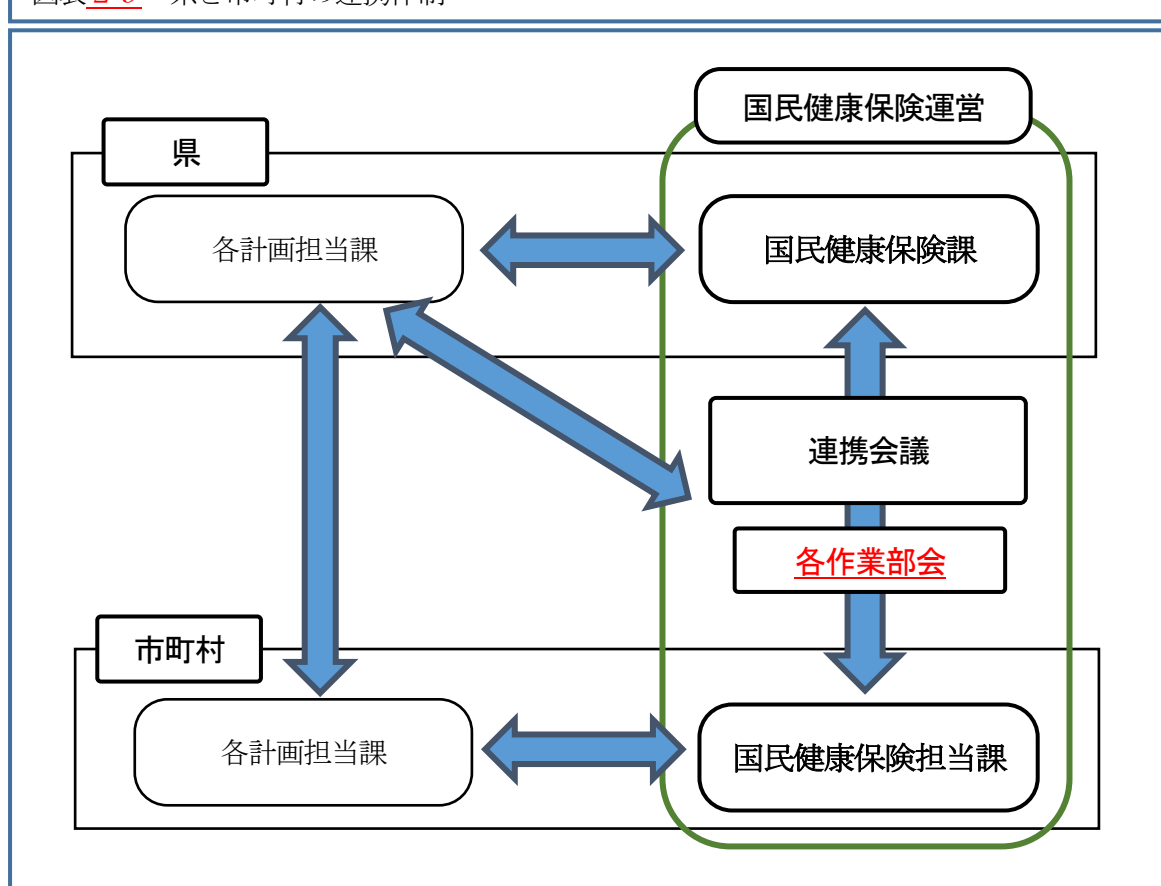 国民健康保険運営
県
各計画担当課
国民健康保険課
連携会議
各作業部会
市町村
各計画担当課
国民健康保険担当課